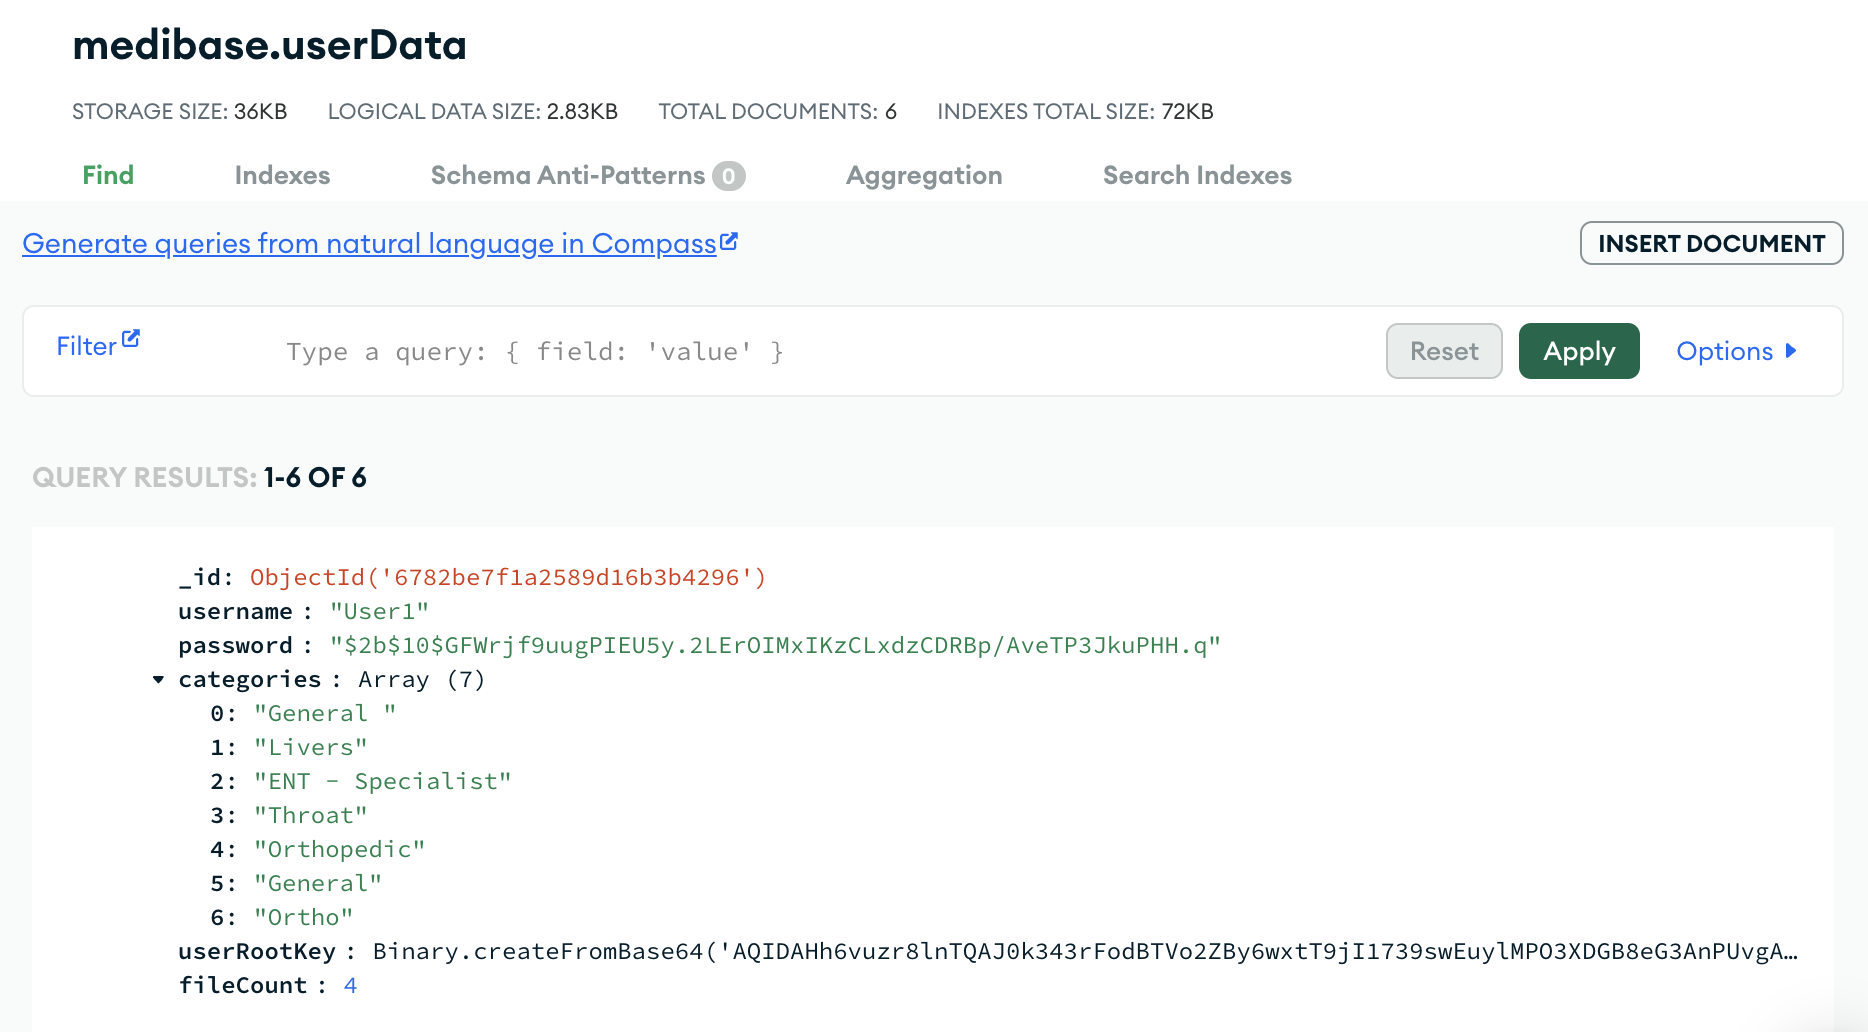 medibase.userData
STORAGE SIZE: 36KB LOGICAL DATA SIZE: 2.83KB TOTAL DOCUMENTS: 6 INDEXES TOTAL SIZE: 72KB
Find Indexes Schema Anti-Patterns 0 Aggregation Search Indexes
Generate queries from natural language in Compass
INSERT DOCUMENT
Filter Type a query: { field: 'value' } Reset Apply Options
QUERY RESULTS: 1-6 OF 6
_id: ObjectId('6782be7f1a2589d16b3b4296')
username : "User1"
password : "$2b$10$GFWrjf9uugPIEU5y.2LErOIMxIKzCLxdzCDRBp/AveTP3JkuPHH.q"
categories : Array (7)
0: "General "
1: "Livers"
2: "ENT - Specialist"
3: "Throat"
4: "Orthopedic"
5: "General"
6: "Ortho"
userRootKey : Binary.createFromBase64('AQIDAHh6vuzr8lnTQAJ0k343rFodBTVo2ZBy6wxtT9jI1739swEuylMPO3XDGB8eG3AnPUvgA…
fileCount : 4